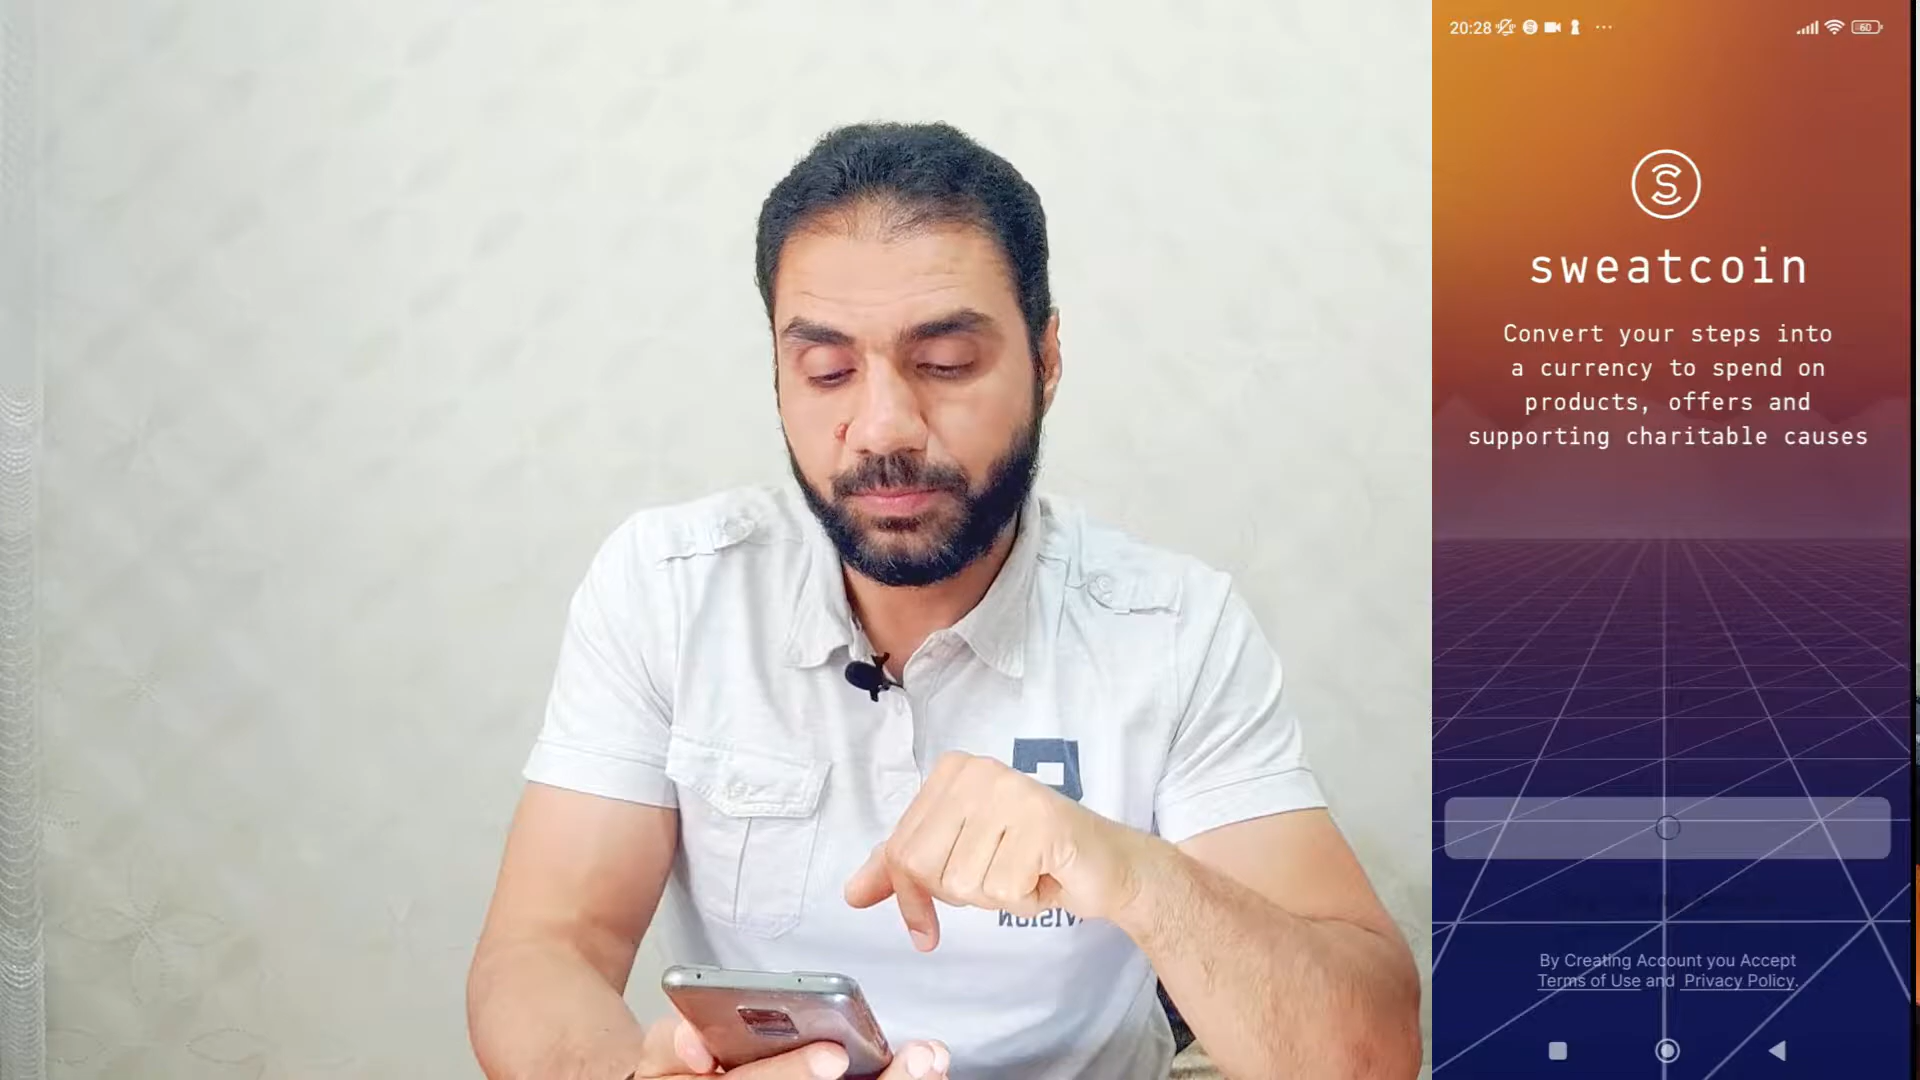 20:28
60
sweatcoin
Convert your steps into
a currency to spend on
products, offers and
supporting charitable causes
By Creating Account you Accept
Terms of Use and Privacy Policy.